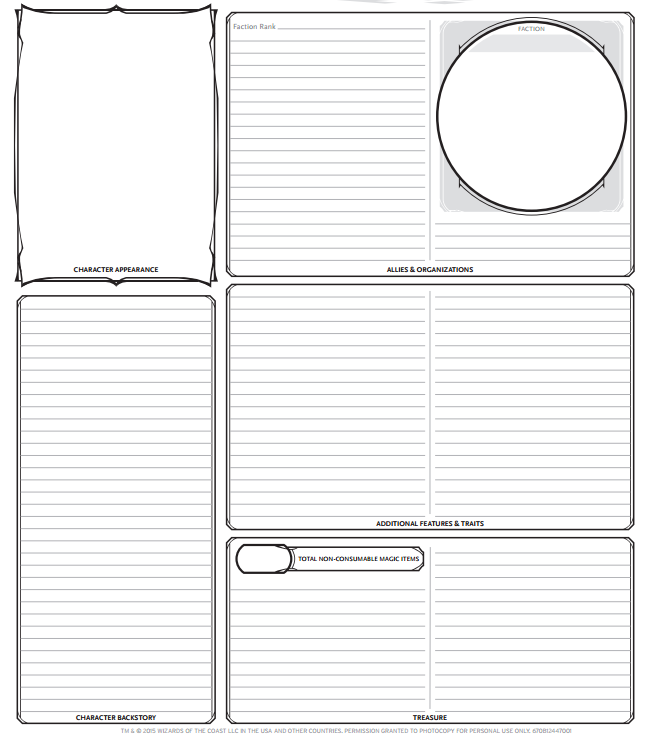 Faction Rank
FACTION
CHARACTER APPEARANCE
ALLIES & ORGANIZATIONS
ADDITIONAL FEATURES & TRAITS
TOTAL NON-CONSUMABLE MAGIC ITEMS
CHARACTER BACKSTORY
TREASURE
TM & © 2015 WIZARDS OF THE COAST LLC IN THE USA AND OTHER COUNTRIES. PERMISSION GRANTED TO PHOTOCOPY FOR PERSONAL USE ONLY. 670B12447001